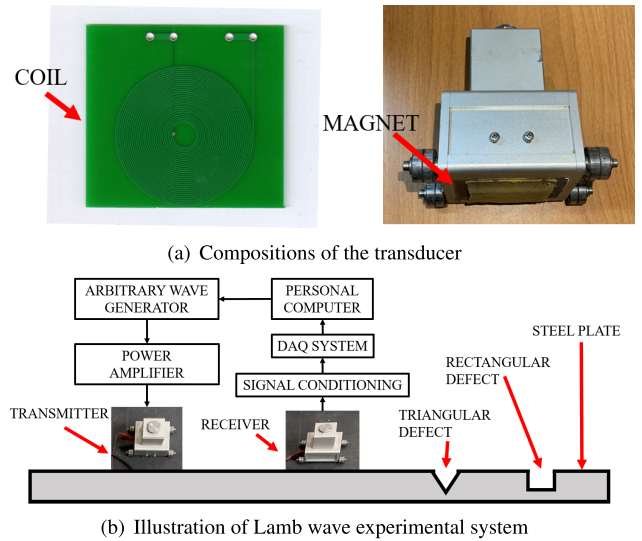 COIL
MAGNET
(a) Compositions of the transducer
ARBITRARY WAVE
GENERATOR
PERSONAL
COMPUTER
POWER
AMPLIFIER
DAQ SYSTEM
SIGNAL CONDITIONING
TRANSMITTER
RECEIVER
TRIANGULAR
DEFECT
RECTANGULAR
DEFECT
STEEL PLATE
(b) Illustration of Lamb wave experimental system